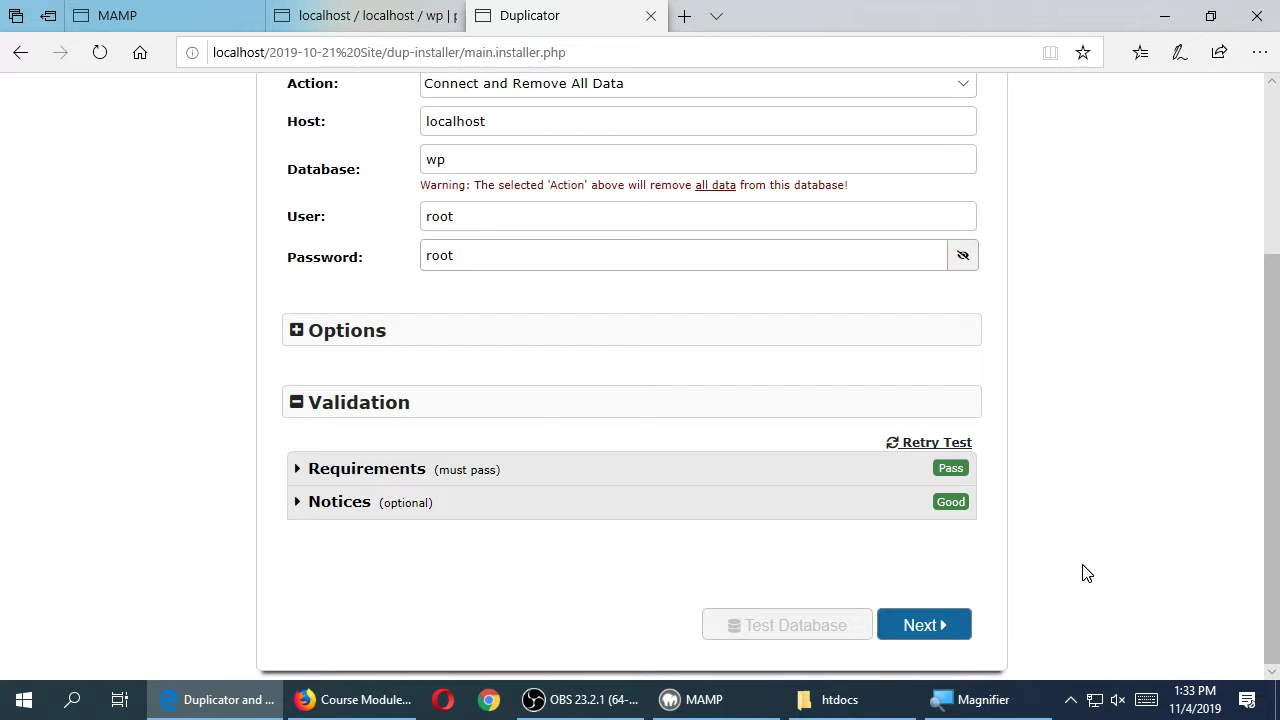 MAMP
localhost / localhost / wp | p
Duplicator
localhost/2019-10-21%20Site/dup-installer/main.installer.php
Action:
Connect and Remove All Data
Host:
localhost
Database:
wp
Warning: The selected 'Action' above will remove all data from this database!
User:
root
Password:
root
Options
Validation
Retry Test
Requirements (must pass)
Pass
Notices (optional)
Good
Test Database
Next
Duplicator and ...
Course Module...
OBS 23.2.1 (64-...
MAMP
htdocs
Magnifier
1:33 PM
11/4/2019